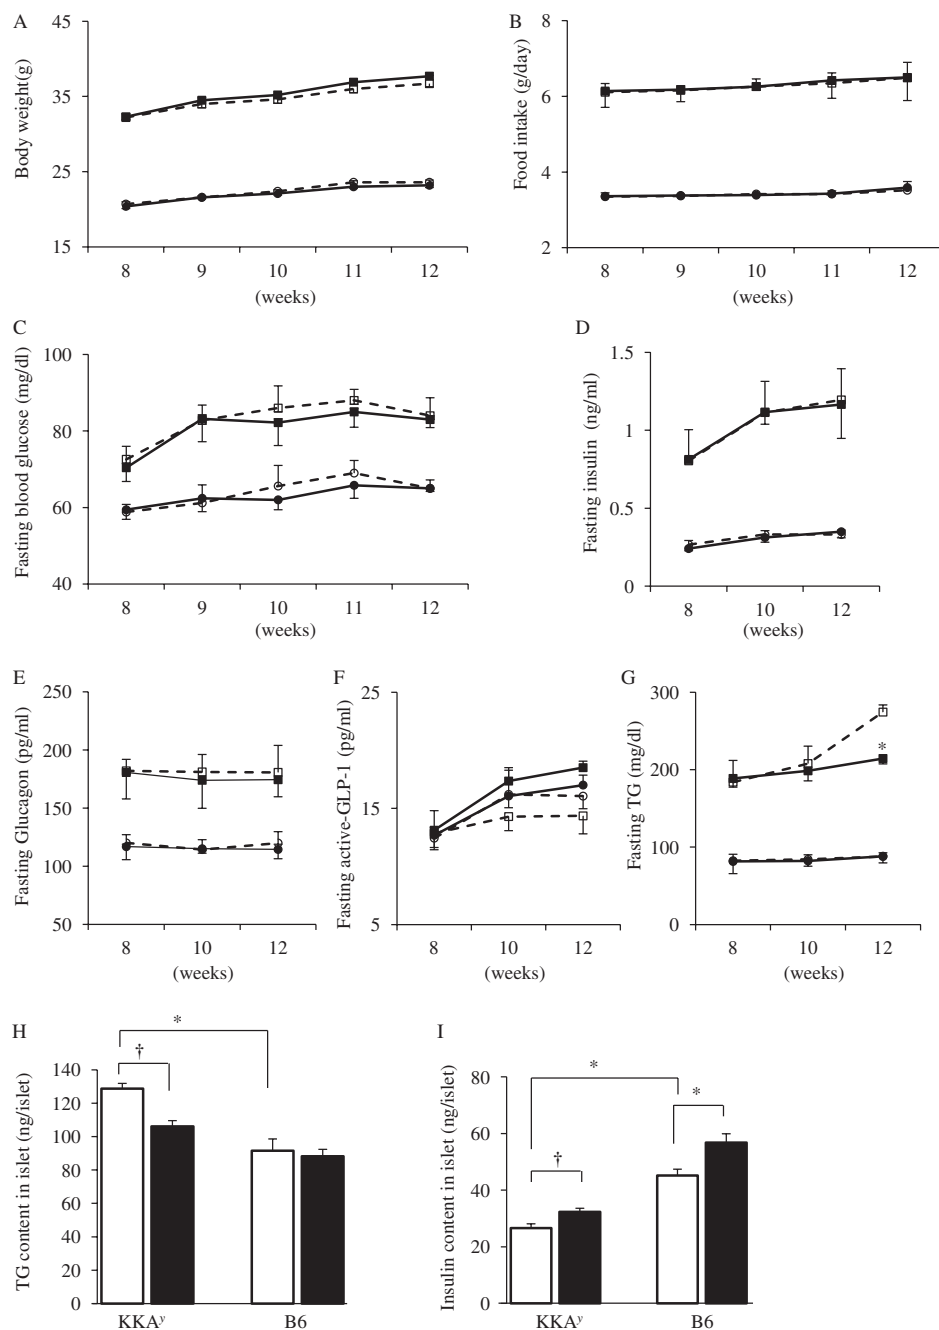 A
Body weight(g)
45
35
25
15
8 9 10 11 12
(weeks)
B
Food intake (g/day)
8
6
4
2
8 9 10 11 12
(weeks)
C
Fasting blood glucose (mg/dl)
100
80
60
40
8 9 10 11 12
(weeks)
D
Fasting insulin (ng/ml)
1.5
1
0.5
0
8 10 12
(weeks)
E
Fasting Glucagon (pg/ml)
250
200
150
100
50
8 10 12
(weeks)
F
Fasting active-GLP-1 (pg/ml)
25
15
5
8 10 12
(weeks)
G
Fasting TG (mg/dl)
300
200
100
0
*
8 10 12
(weeks)
H
TG content in islet (ng/islet)
140
120
100
80
60
40
20
0
*
†
KKAʸ B6
I
Insulin content in islet (ng/islet)
80
60
40
20
0
*
*
†
KKAʸ B6